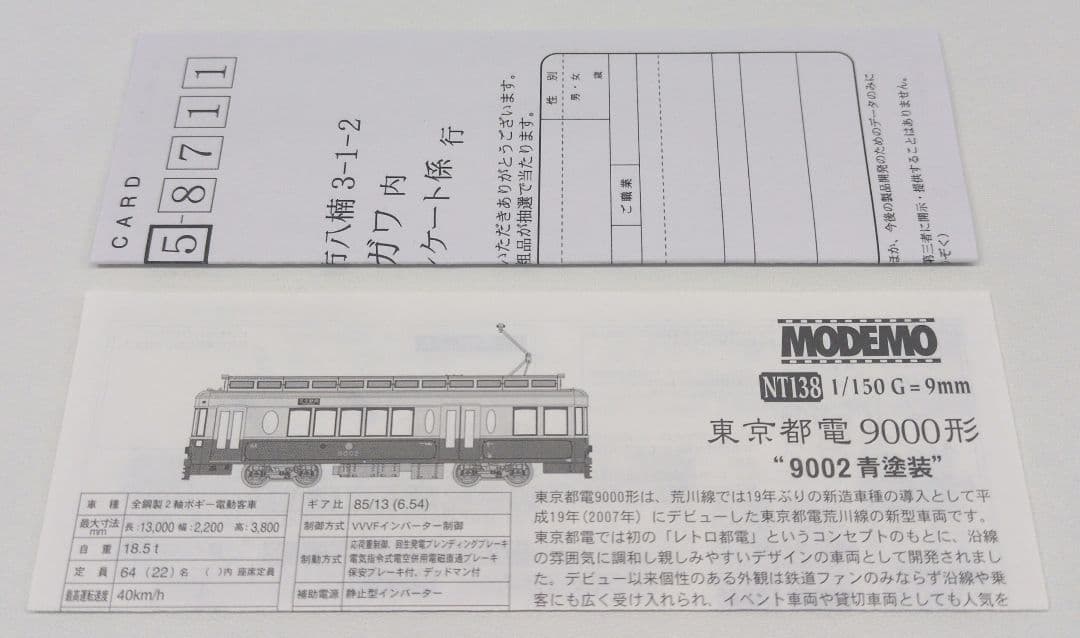 CARD
5-8711
市八楠3-1-2
ガワ 内
ケート係 行
いただきありがとうございます。
粗品が抽選で当たります。
性 別
男・女
歳
ご職業
ほか、今後の製品開発のためのデータのみに
第三者に開示・提供することはありません。
MODEMO
NT138 1/150 G=9mm
東京都電9000形
“9002青塗装”
9002
車 種 全鋼製2軸ボギー電動客車
最大寸法mm 長:13,000 幅:2,200 高:3,800
自 重 18.5t
定 員 64 (22) 名 ( )内 座席定員
最高運転速度 40km/h
ギア比 85/13 (6.54)
制御方式 VVVFインバーター制御
制動方式 応荷重制御、回生発電ブレンディングブレーキ
電気指令式電空併用電磁直通ブレーキ
保安ブレーキ付、デッドマン付
補助電源 静止型インバーター
東京都電9000形は、荒川線では19年ぶりの新造車種の導入として平
成19年(2007年) にデビューした東京都電荒川線の新型車両です。
東京都電では初の「レトロ都電」というコンセプトのもとに、沿線
の雰囲気に調和し親しみやすいデザインの車両として開発されまし
た。デビュー以来個性のある外観は鉄道ファンのみならず沿線や乗
客にも広く受け入れられ、イベント車両や貸切車両としても人気を